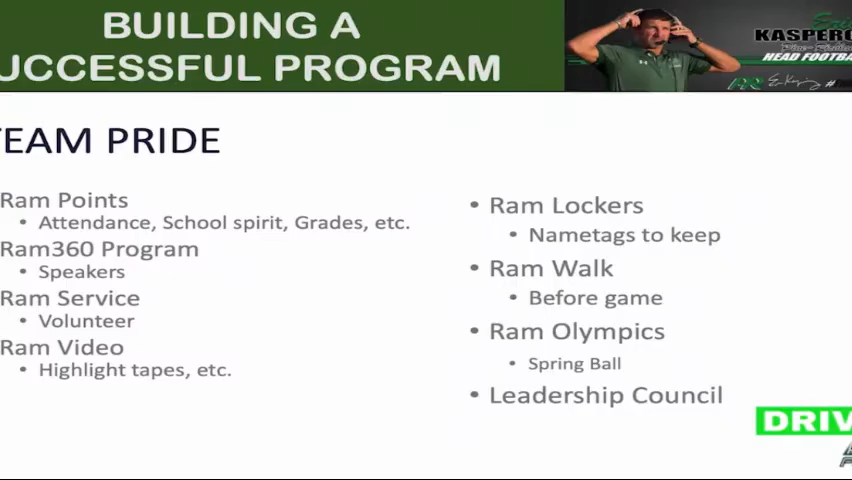 BUILDING A
UCCESSFUL PROGRAM
KASPERO
HEAD FOOTBA
TEAM PRIDE
Ram Points
• Attendance, School spirit, Grades, etc.
Ram360 Program
• Speakers
Ram Service
• Volunteer
Ram Video
• Highlight tapes, etc.
• Ram Lockers
• Nametags to keep
• Ram Walk
• Before game
• Ram Olympics
• Spring Ball
• Leadership Council
DRIV